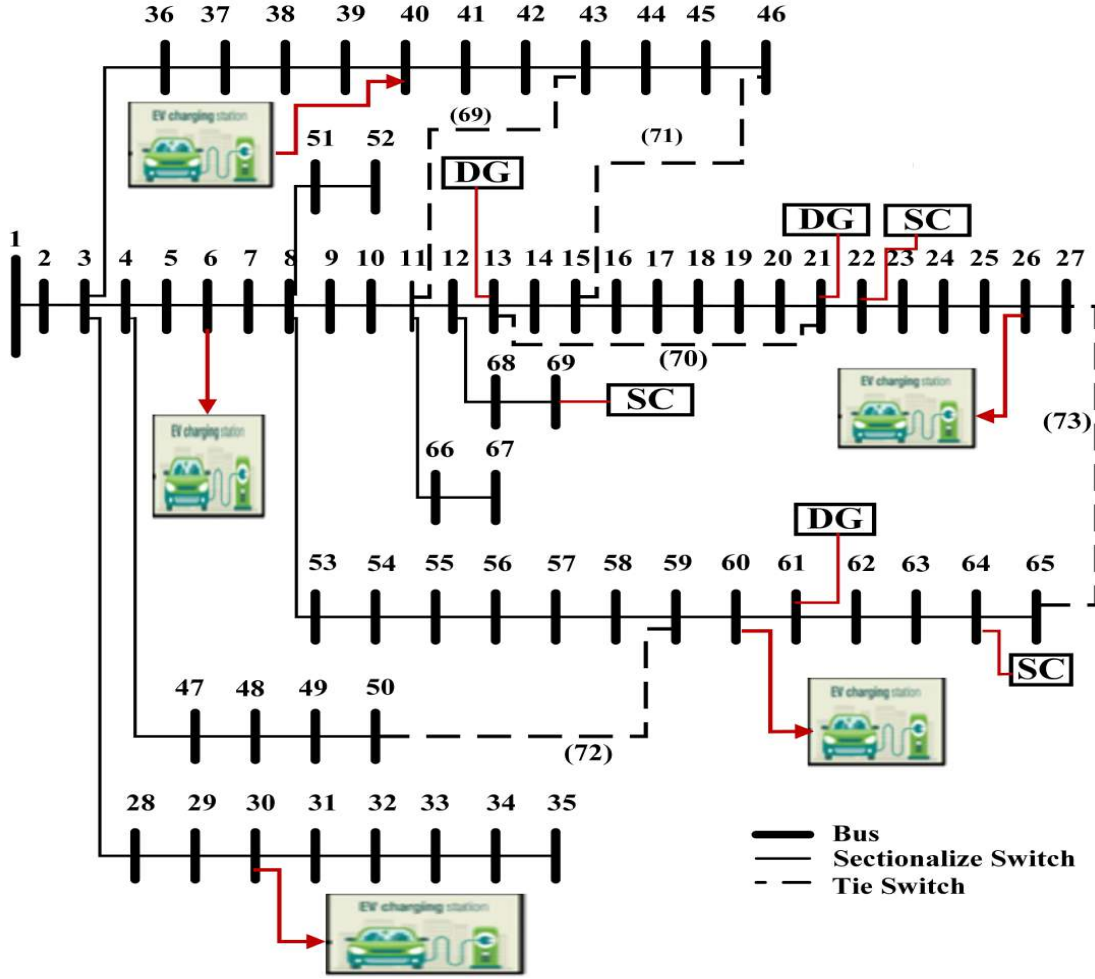 36 37 38 39 40 41 42 43 44 45 46
EV charging station
(69)
(71)
51 52
DG
DG SC
1
2 3 4 5 6 7 8 9 10 11 12 13 14 15 16 17 18 19 20 21 22 23 24 25 26 27
(70)
68 69
SC
EV charging station
(73)
EV charging station
66 67
DG
53 54 55 56 57 58 59 60 61 62 63 64 65
SC
47 48 49 50
EV charging station
(72)
28 29 30 31 32 33 34 35
Bus
Sectionalize Switch
Tie Switch
EV charging station